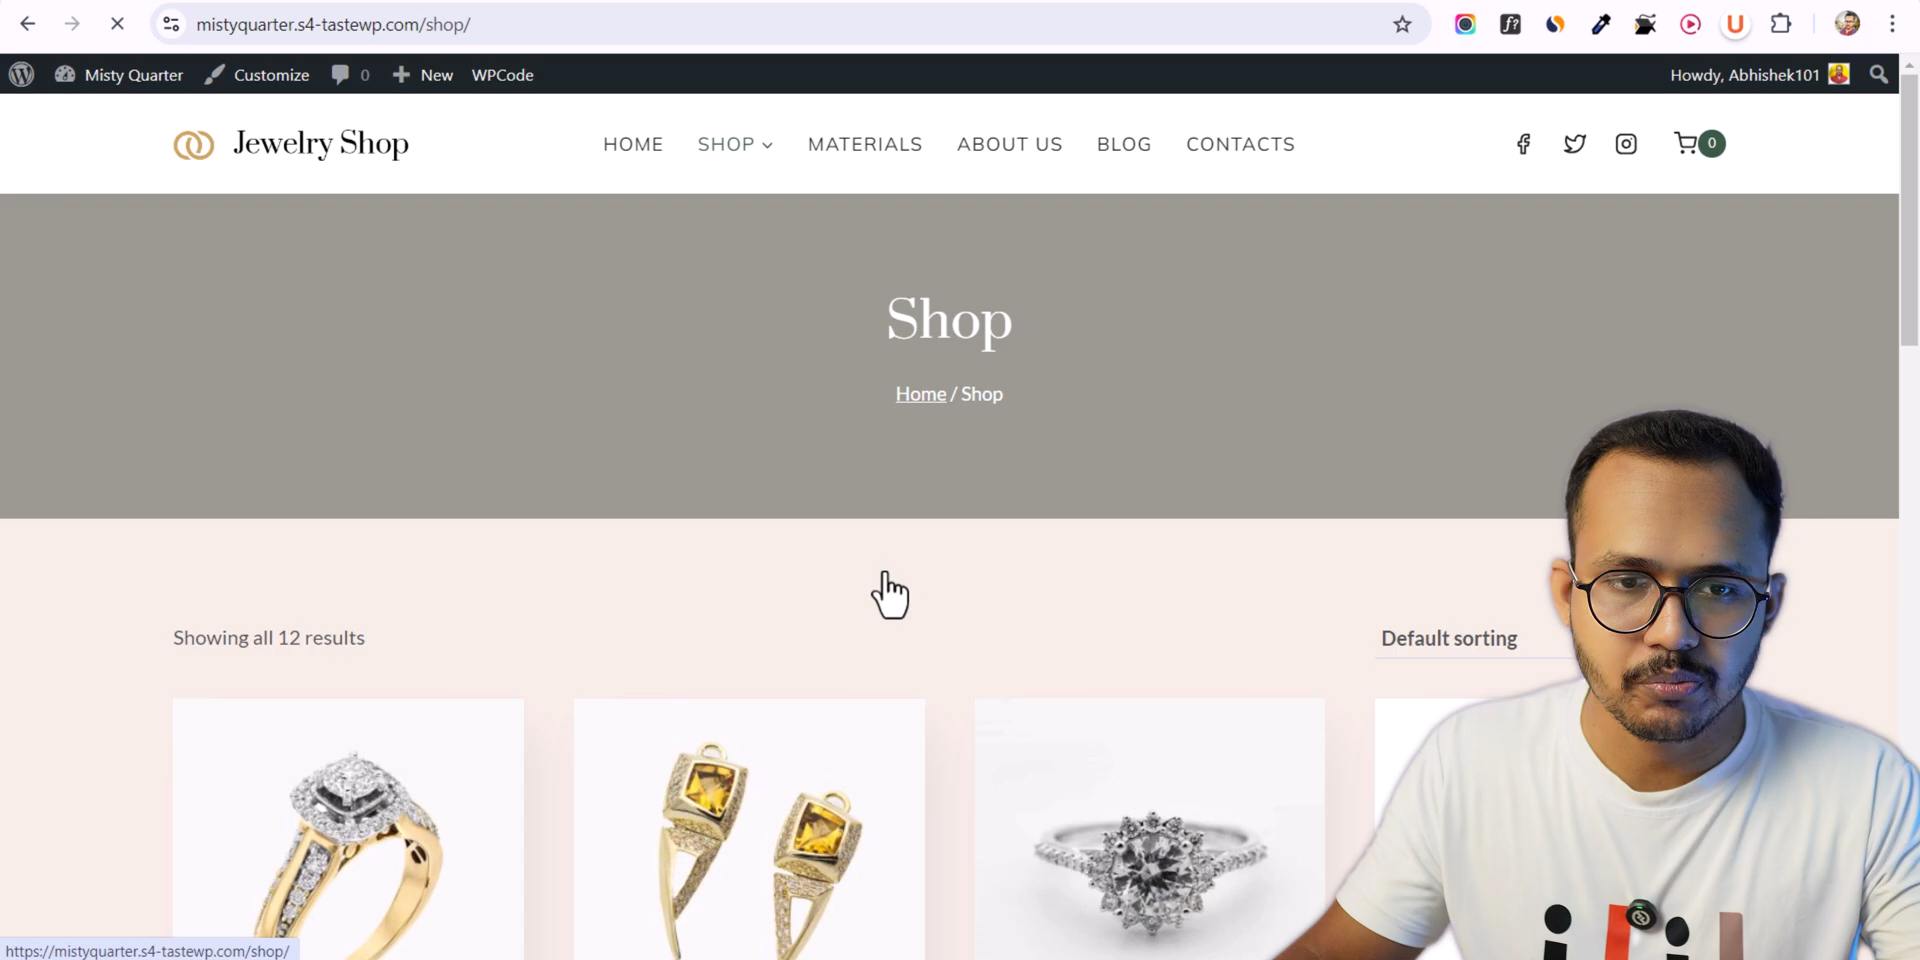 mistyquarter.s4-tastewp.com/shop/
Misty Quarter Customize 0 New WPCode Howdy, Abhishek101
Jewelry Shop HOME SHOP MATERIALS ABOUT US BLOG CONTACTS 0
Shop
Home / Shop
Showing all 12 results Default sorting
https://mistyquarter.s4-tastewp.com/shop/